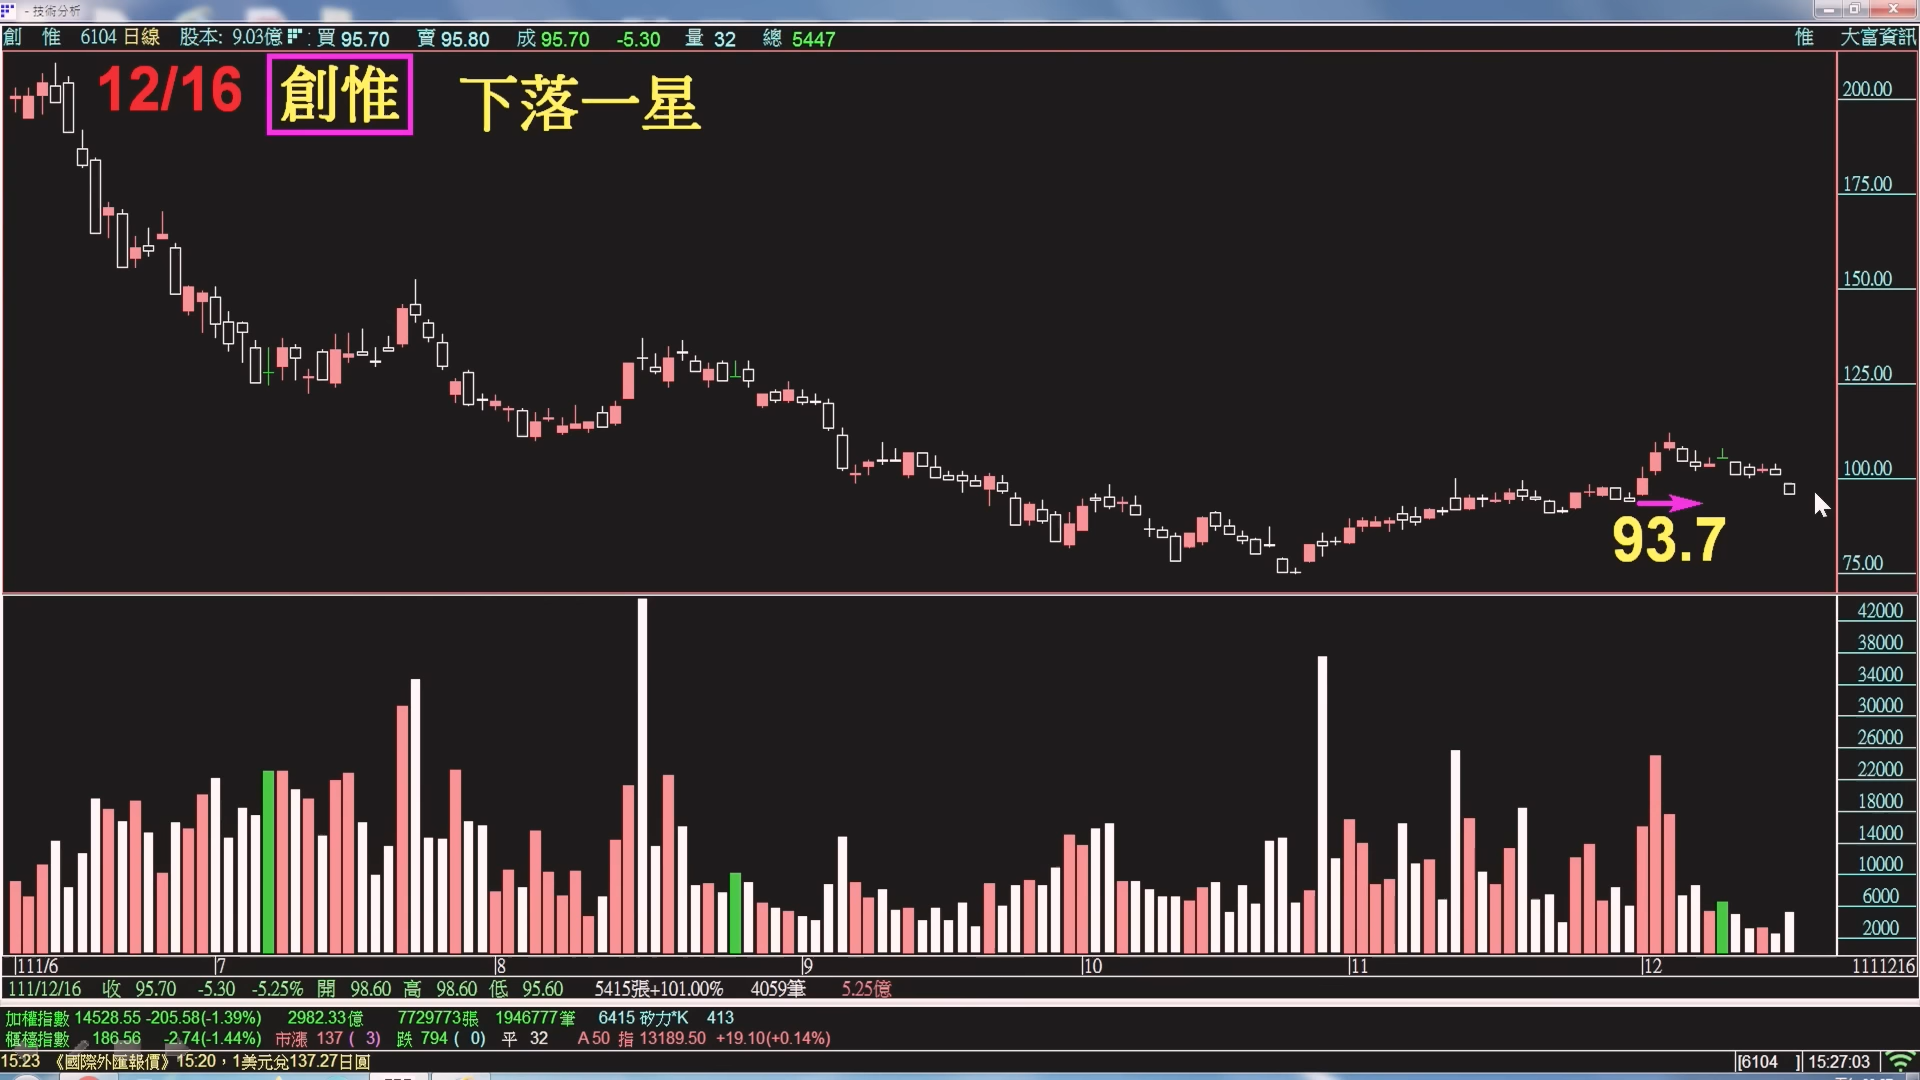 - 技術分析
創 惟 6104 日線 股本: 9.03億 : 買 95.70 賣 95.80 成 95.70 -5.30 量 32 總 5447 惟 大富資訊
12/16 創惟 下落一星
200.00
175.00
150.00
125.00
100.00
93.7
75.00
42000
38000
34000
30000
26000
22000
18000
14000
10000
6000
2000
111/6 7 8 9 10 11 12 1111216
111/12/16 收 95.70 -5.30 -5.25% 開 98.60 高 98.60 低 95.60 5415張+101.00% 4059筆 5.25億
加權指數 14528.55 -205.58(-1.39%) 2982.33億 7729773張 1946777筆 6415 矽力*K 413
櫃檯指數 186.56 -2.74(-1.44%) 市漲 137 ( 3) 跌 794 ( 0) 平 32 A50 指 13189.50 +19.10(+0.14%)
15:23 《國際外匯報價》15:20，1美元兌137.27日圓 [6104 ] 15:27:03